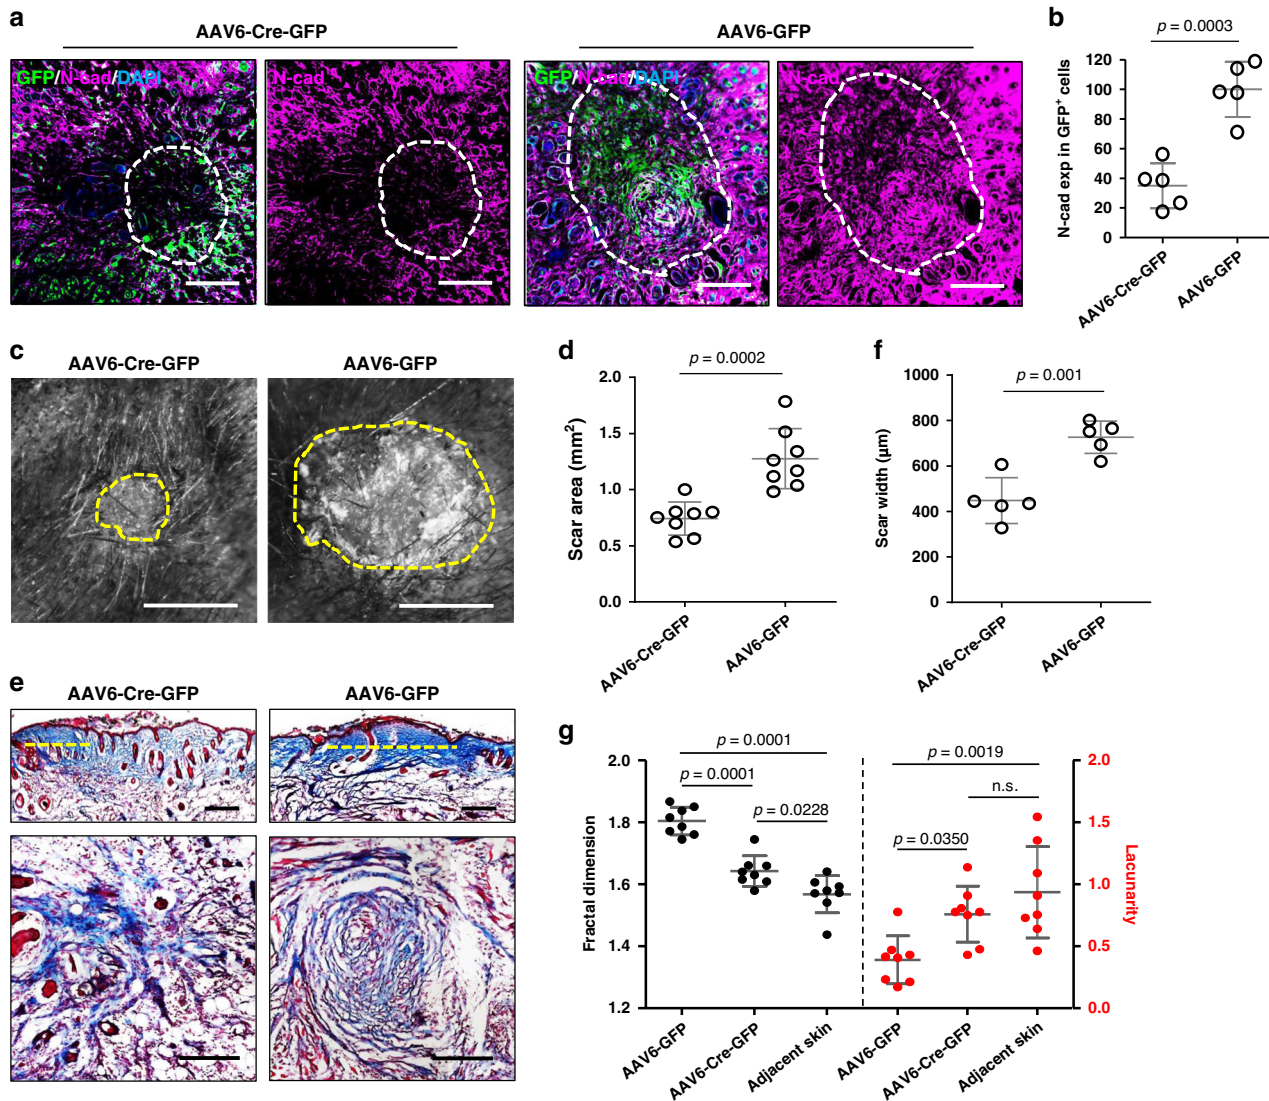 a
AAV6-Cre-GFP
AAV6-GFP
GFP/N-cad/DAPI
N-cad
GFP/N-cad/DAPI
N-cad
b
p = 0.0003
N-cad exp in GFP+ cells
120
100
80
60
40
20
0
AAV6-Cre-GFP
AAV6-GFP
c
AAV6-Cre-GFP
AAV6-GFP
d
p = 0.0002
Scar area (mm2)
2.0
1.5
1.0
0.5
0.0
AAV6-Cre-GFP
AAV6-GFP
f
p = 0.001
Scar width (µm)
1000
800
600
400
200
0
AAV6-Cre-GFP
AAV6-GFP
e
AAV6-Cre-GFP
AAV6-GFP
g
p = 0.0001
p = 0.0001
p = 0.0228
p = 0.0019
n.s.
p = 0.0350
Fractal dimension
2.0
1.8
1.6
1.4
1.2
2.0
1.5
1.0
0.5
0.0
Lacunarity
AAV6-GFP
AAV6-Cre-GFP
Adjacent skin
AAV6-GFP
AAV6-Cre-GFP
Adjacent skin